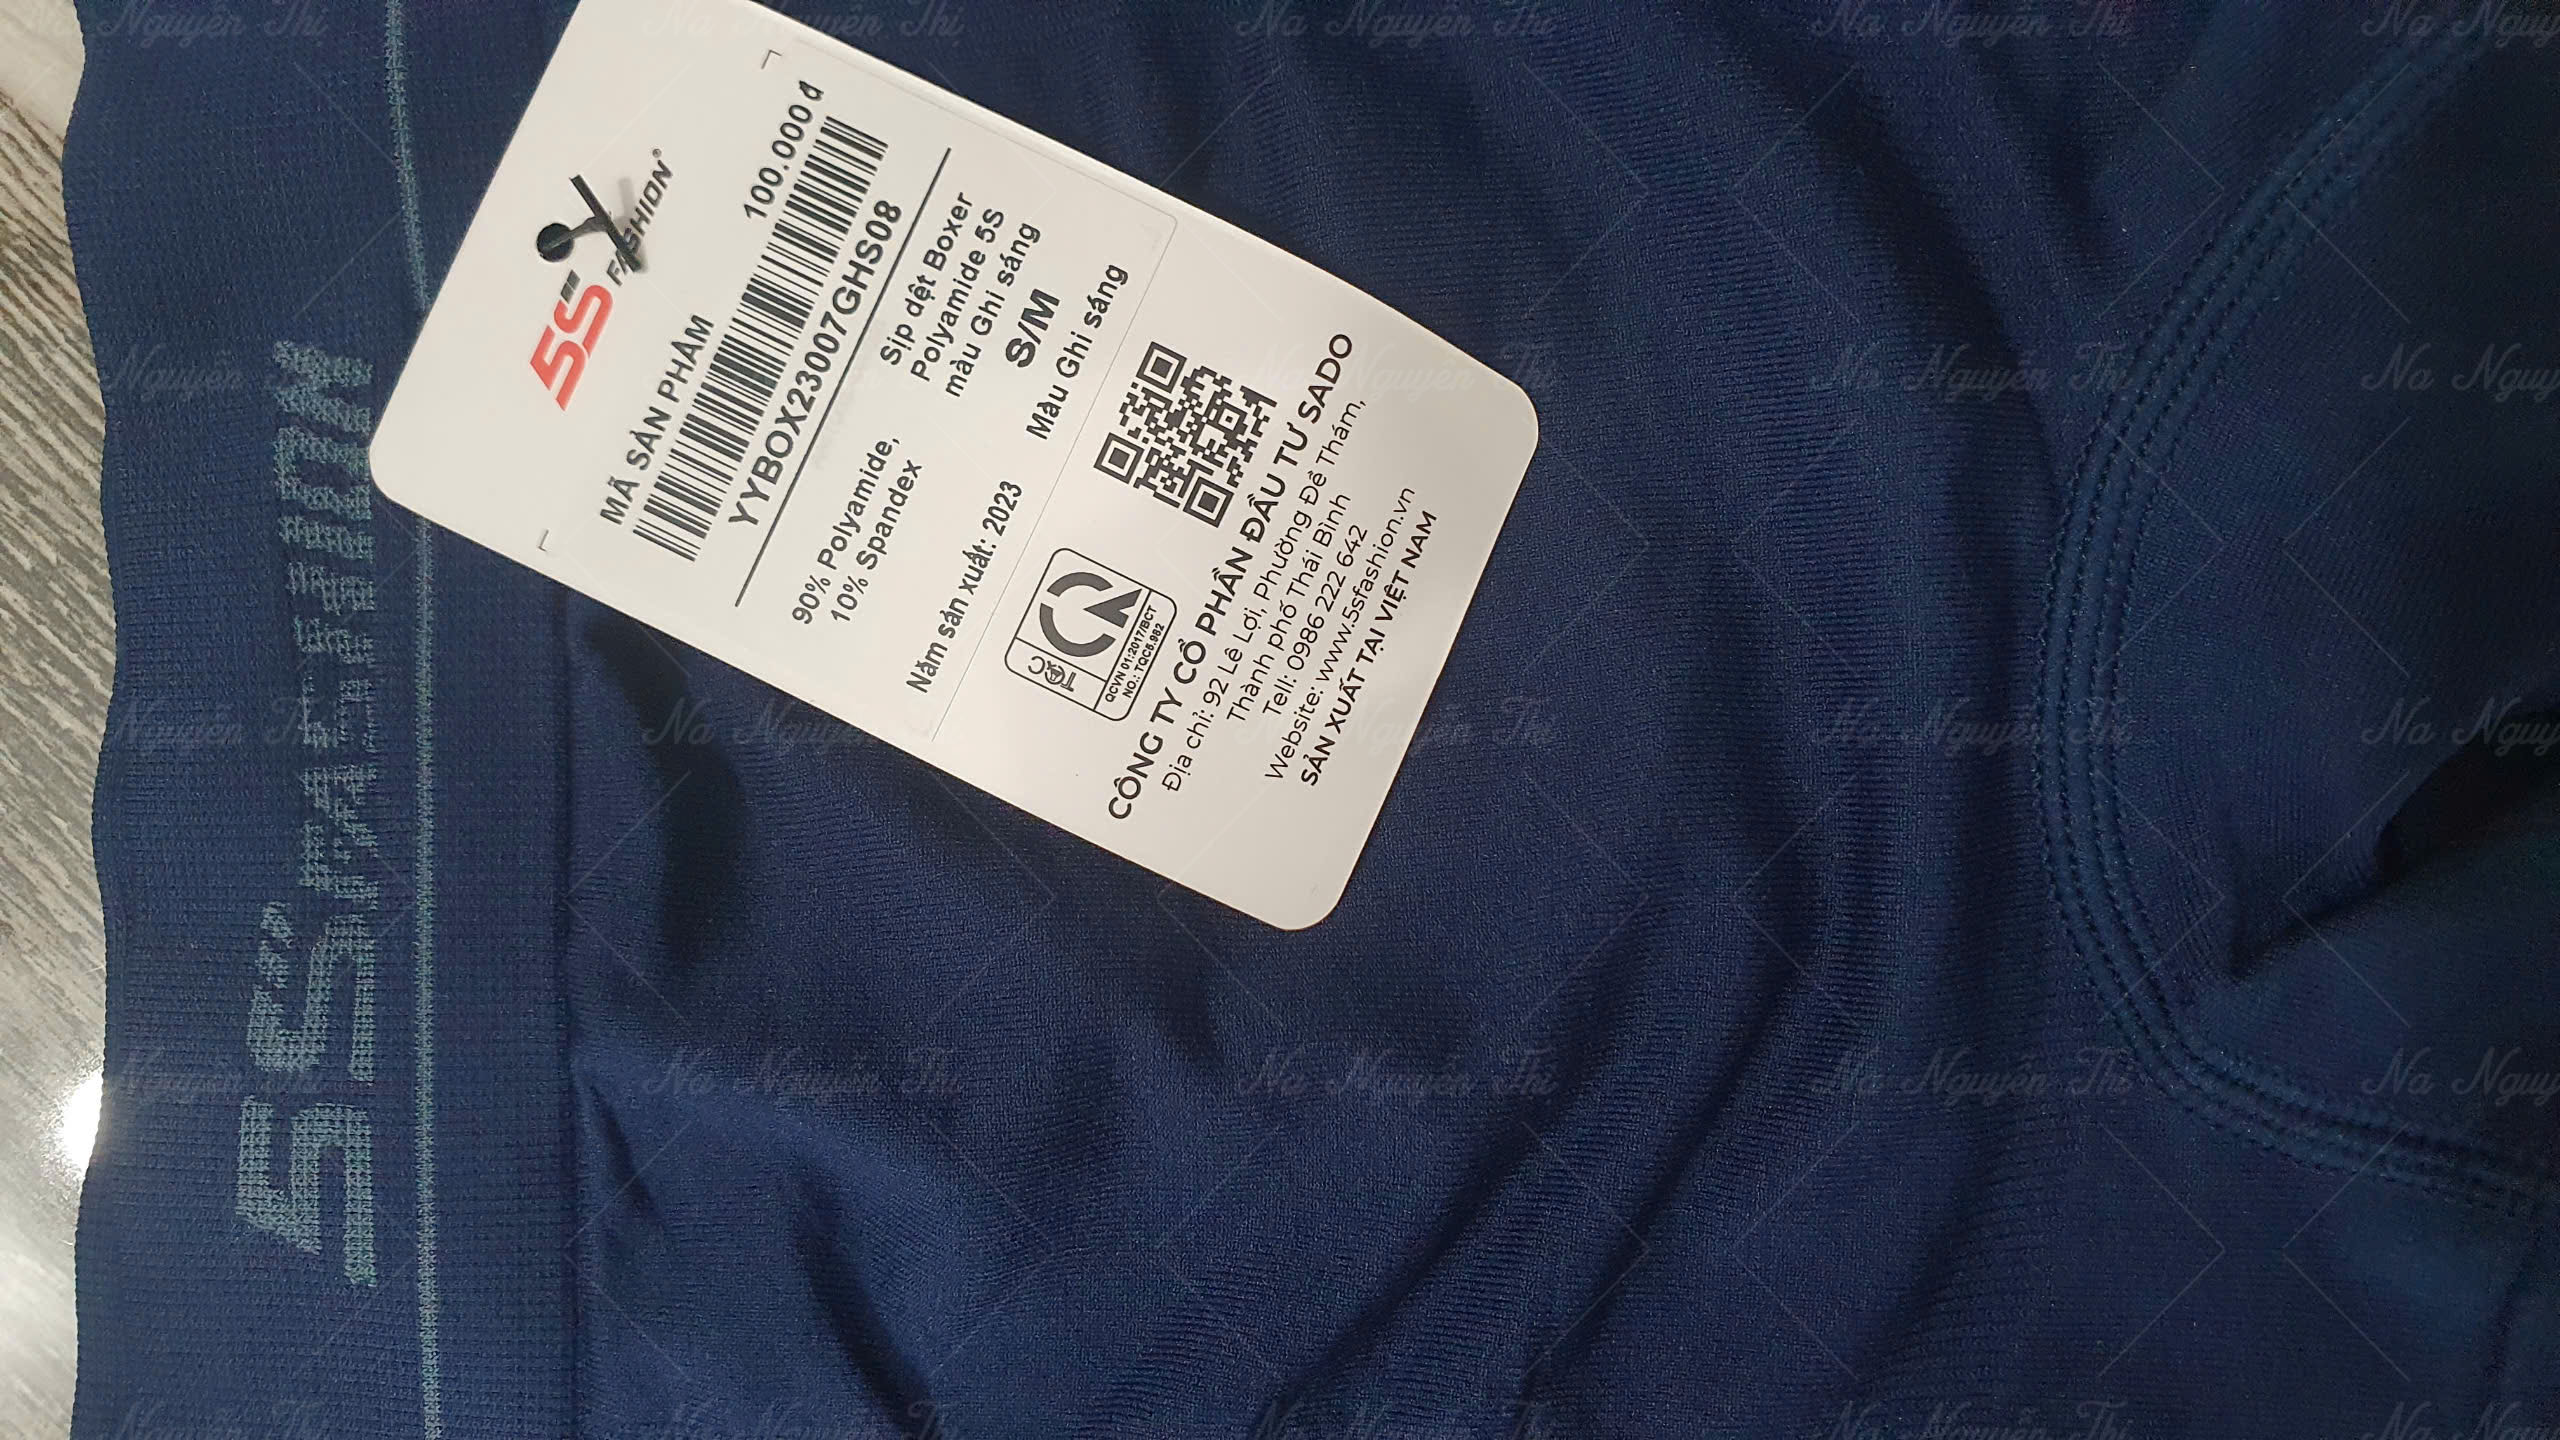 5S FASHION
5S FASHION®
MÃ SẢN PHẨM
100.000 đ
YYBOX23007GHS08
90% Polyamide,
10% Spandex
Sịp dệt Boxer
Polyamide 5S
màu Ghi sáng
S/M
Năm sản xuất: 2023
Màu Ghi sáng
QCVN 01:2017/BCT
NO.: TQC5.982
CÔNG TY CỔ PHẦN ĐẦU TƯ SADO
Địa chỉ: 92 Lê Lợi, Phường Đề Thám,
Thành phố Thái Bình
Tell: 0986 222 642
Website: www.5sfashion.vn
SẢN XUẤT TẠI VIỆT NAM
Na Nguyễn Thị